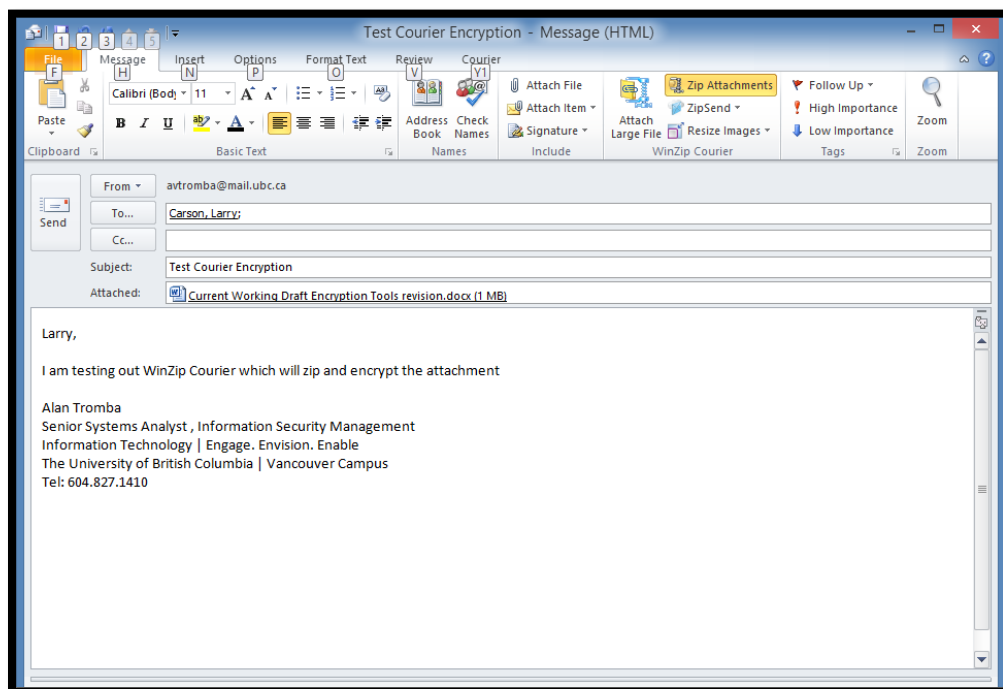 Test Courier Encryption - Message (HTML)
1 2 3 4 5
File Message Insert Options Format Text Review Courier
F H N P O V Y1
Paste
Clipboard
Calibri (Body 11 A A
B I U ab A
Basic Text
Address Book
Check Names
Names
Attach File
Attach Item
Signature
Include
Attach Large File
Zip Attachments
ZipSend
Resize Images
WinZip Courier
Follow Up
High Importance
Low Importance
Tags
Zoom
Zoom
Send
From avtromba@mail.ubc.ca
To... Carson, Larry;
Cc...
Subject: Test Courier Encryption
Attached: Current Working Draft Encryption Tools revision.docx (1 MB)
Larry,
I am testing out WinZip Courier which will zip and encrypt the attachment
Alan Tromba
Senior Systems Analyst , Information Security Management
Information Technology | Engage. Envision. Enable
The University of British Columbia | Vancouver Campus
Tel: 604.827.1410